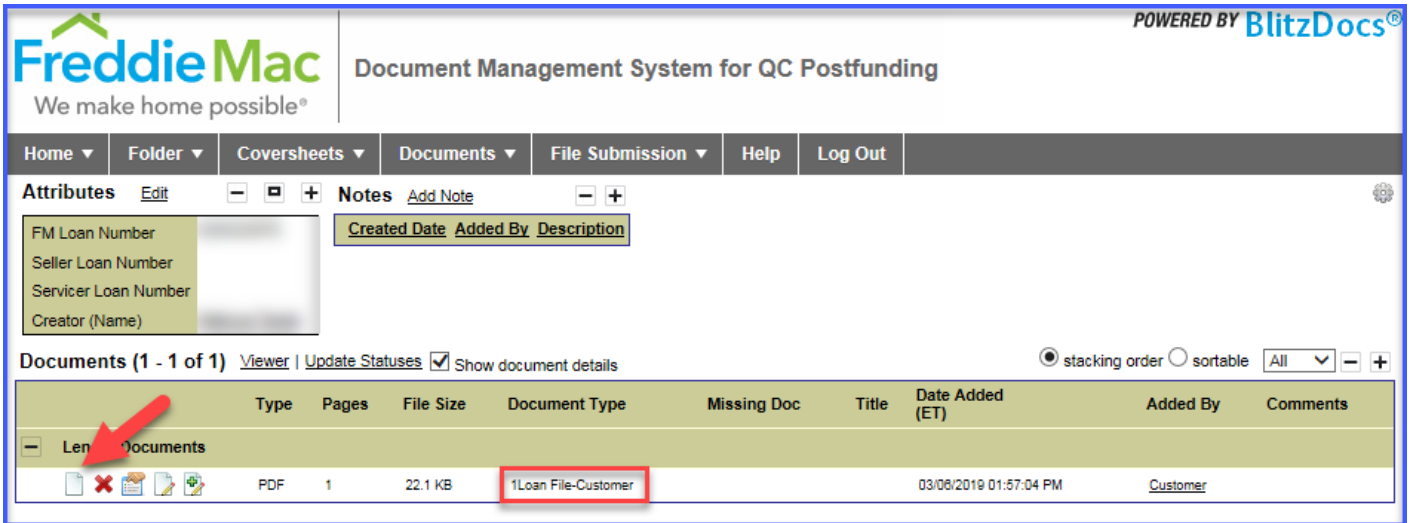 POWERED BY BlitzDocs®
Freddie Mac
We make home possible®
Document Management System for QC Postfunding
Home ▼ Folder ▼ Coversheets ▼ Documents ▼ File Submission ▼ Help Log Out
Attributes Edit Notes Add Note
FM Loan Number
Seller Loan Number
Servicer Loan Number
Creator (Name)
Created Date Added By Description
Documents (1 - 1 of 1) Viewer | Update Statuses Show document details stacking order sortable All
Type Pages File Size Document Type Missing Doc Title Date Added (ET) Added By Comments
Documents
PDF 1 22.1 KB 1Loan File-Customer 03/06/2019 01:57:04 PM Customer